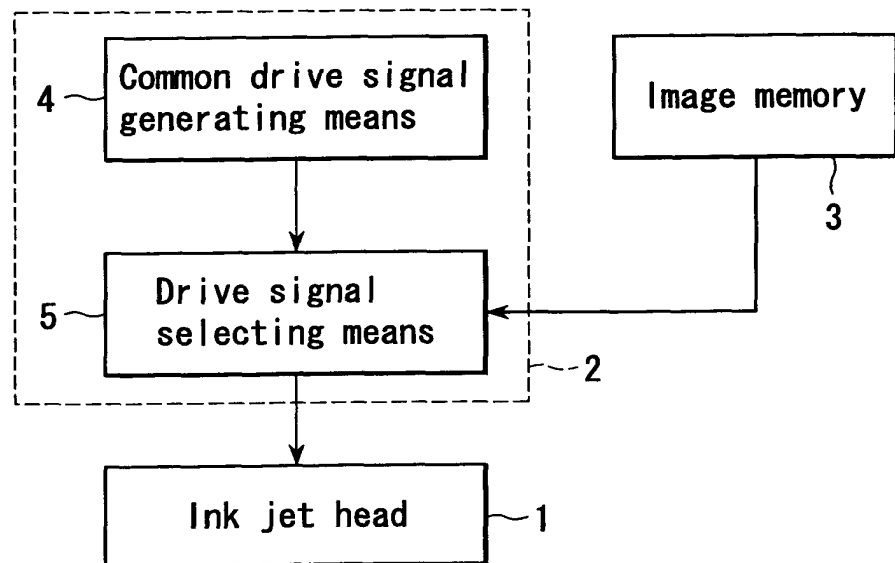 4
Common drive signal
generating means
Image memory
3
5
Drive signal
selecting means
2
Ink jet head
1